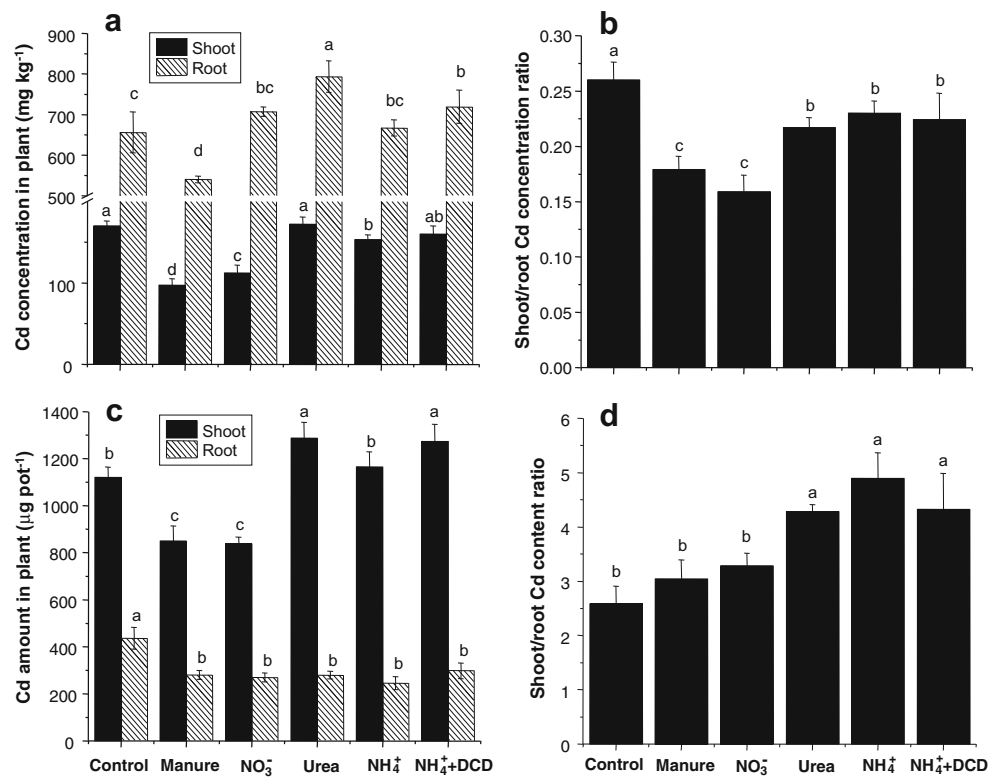 a
Cd concentration in plant (mg kg⁻¹)
900
800
700
600
500
100
0
Shoot
Root
c
d
bc
a
bc
b
a
d
c
a
b
ab
b
Shoot/root Cd concentration ratio
0.30
0.25
0.20
0.15
0.10
0.05
0.00
a
c
c
b
b
b
c
Cd amount in plant (µg pot⁻¹)
1400
1200
1000
800
600
400
200
0
Shoot
Root
b
c
c
a
b
a
a
b
b
b
b
b
Control Manure NO₃⁻ Urea NH₄⁺ NH₄⁺+DCD
d
Shoot/root Cd content ratio
6
5
4
3
2
1
0
b
b
b
a
a
a
Control Manure NO₃⁻ Urea NH₄⁺ NH₄⁺+DCD